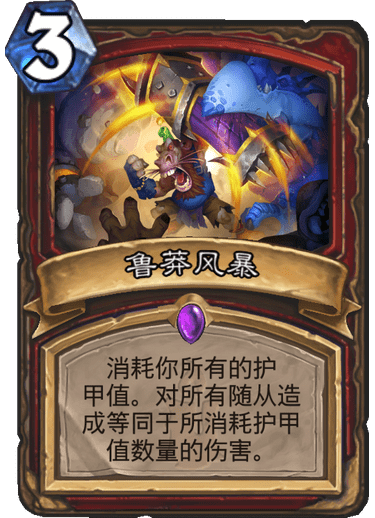 3
鲁莽风暴
消耗你所有的护
甲值。对所有随从造
成等同于所消耗护甲
值数量的伤害。